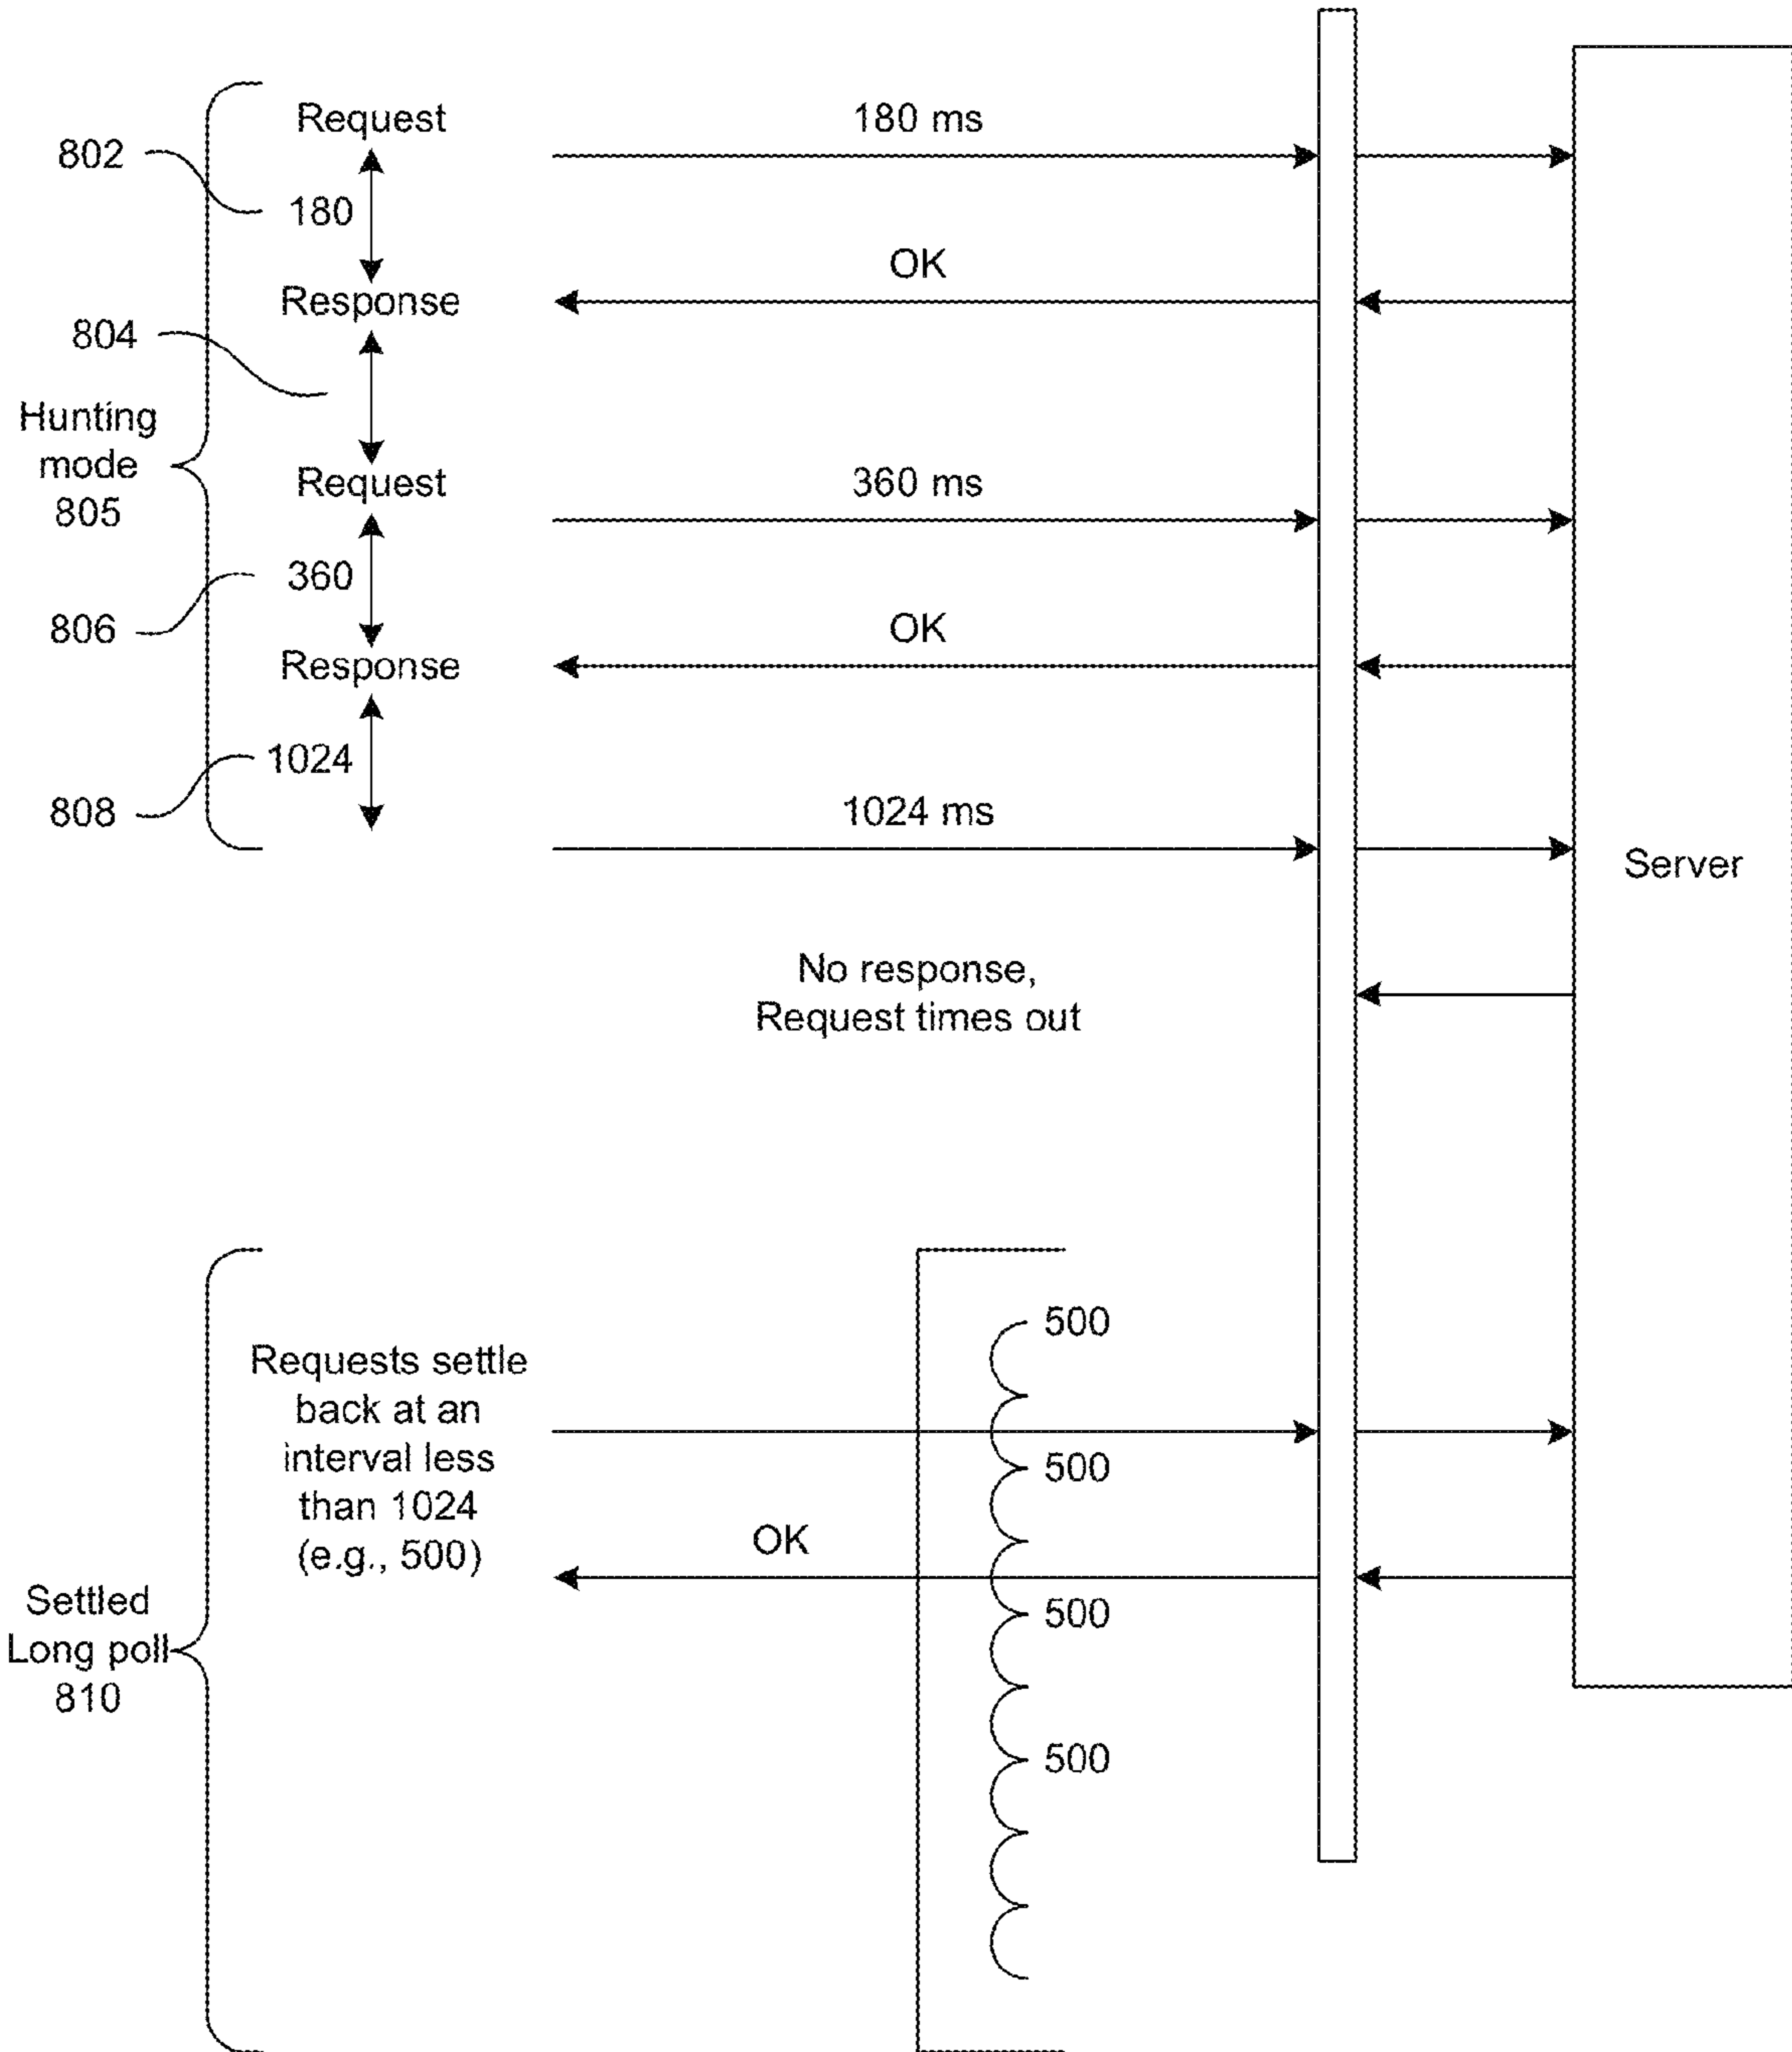 Request
180 ms
802
180
OK
Response
804
Hunting
mode
805
Request
360 ms
360
806
OK
Response
1024
808
1024 ms
Server
No response,
Request times out
500
Requests settle
back at an
interval less
than 1024
(e.g., 500)
500
OK
Settled
Long poll
810
500
500